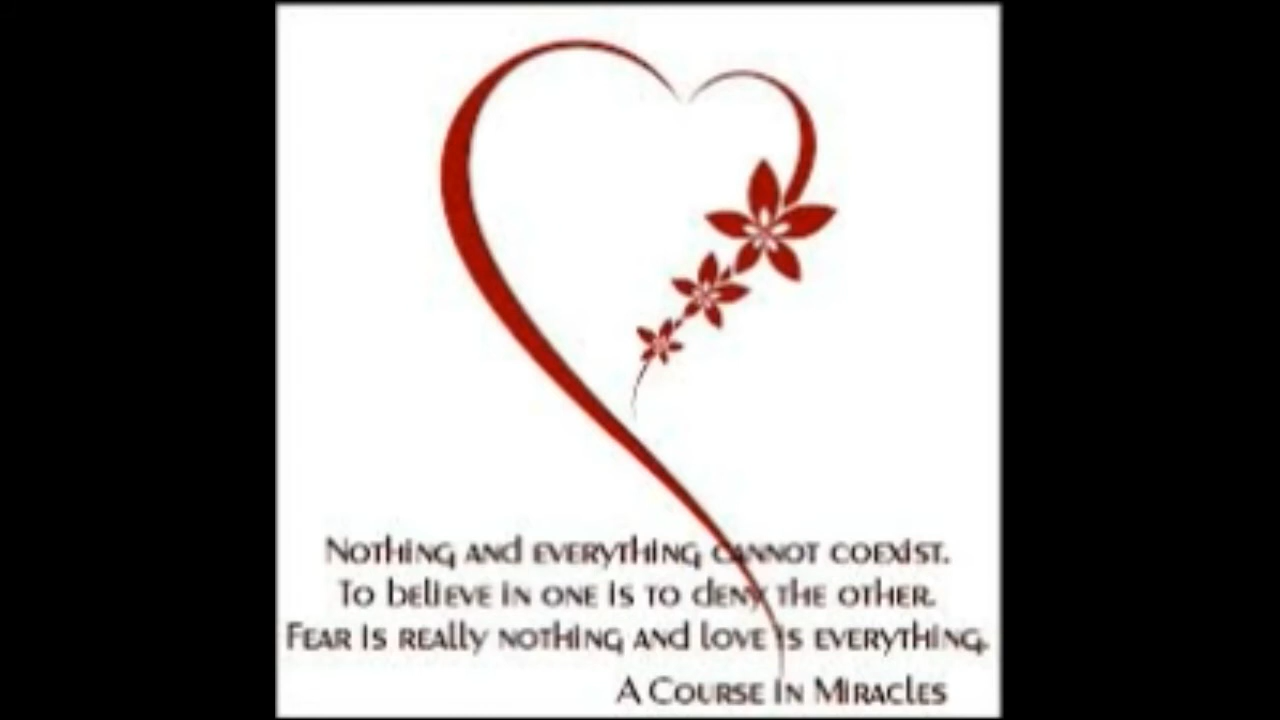 Nothing and everything cannot coexist.
To believe in one is to deny the other.
Fear is really nothing and love is everything.
A Course in Miracles